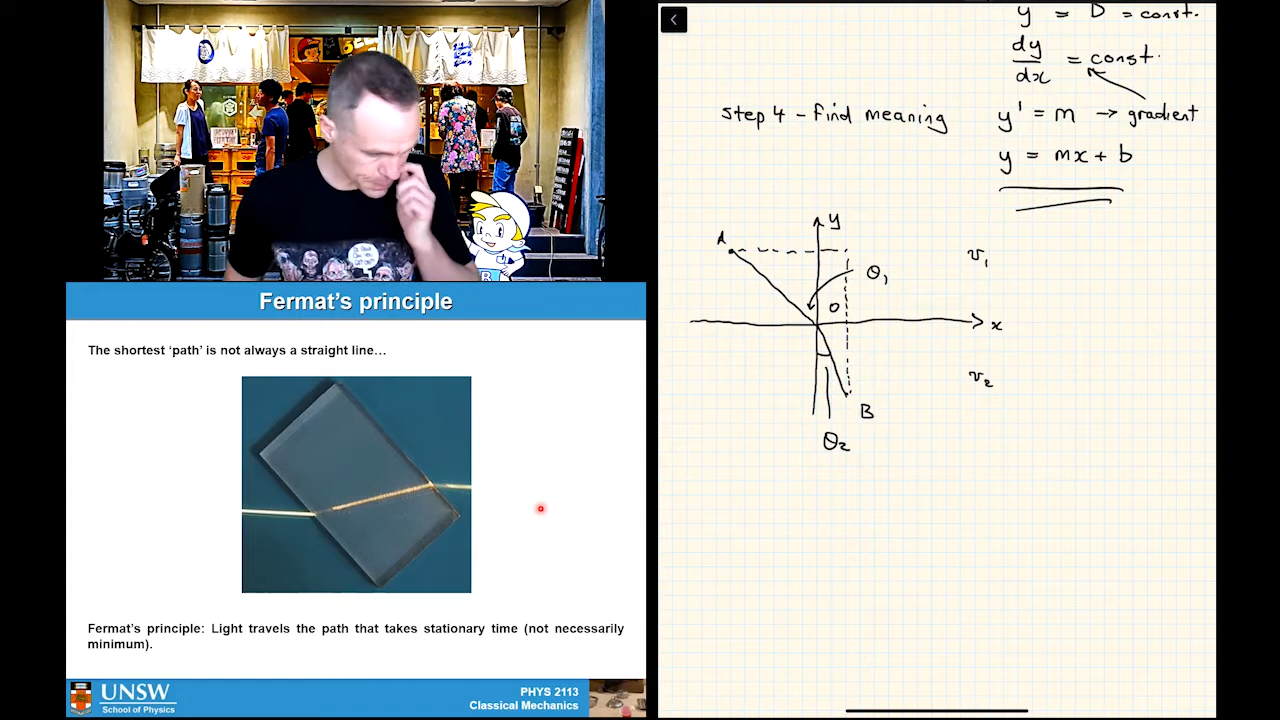 Fermat's principle
The shortest 'path' is not always a straight line…
Fermat's principle: Light travels the path that takes stationary time (not necessarily
minimum).
UNSW
School of Physics
PHYS 2113
Classical Mechanics
y = D = const.
dy/dx = const.
Step 4 - Find meaning
y' = m → gradient
y = mx + b
y
A
v₁
θ₁
O
x
v₂
B
θ₂